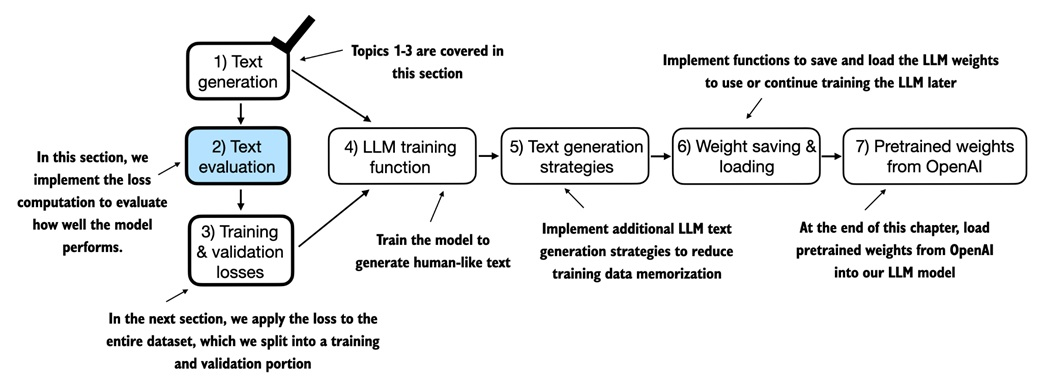 1) Text
generation
Topics 1-3 are covered in
this section
Implement functions to save and load the LLM weights
to use or continue training the LLM later
In this section, we
implement the loss
computation to evaluate
how well the model
performs.
2) Text
evaluation
4) LLM training
function
5) Text generation
strategies
6) Weight saving &
loading
7) Pretrained weights
from OpenAI
3) Training
& validation
losses
Train the model to
generate human-like text
Implement additional LLM text
generation strategies to reduce
training data memorization
At the end of this chapter, load
pretrained weights from OpenAI
into our LLM model
In the next section, we apply the loss to the
entire dataset, which we split into a training
and validation portion